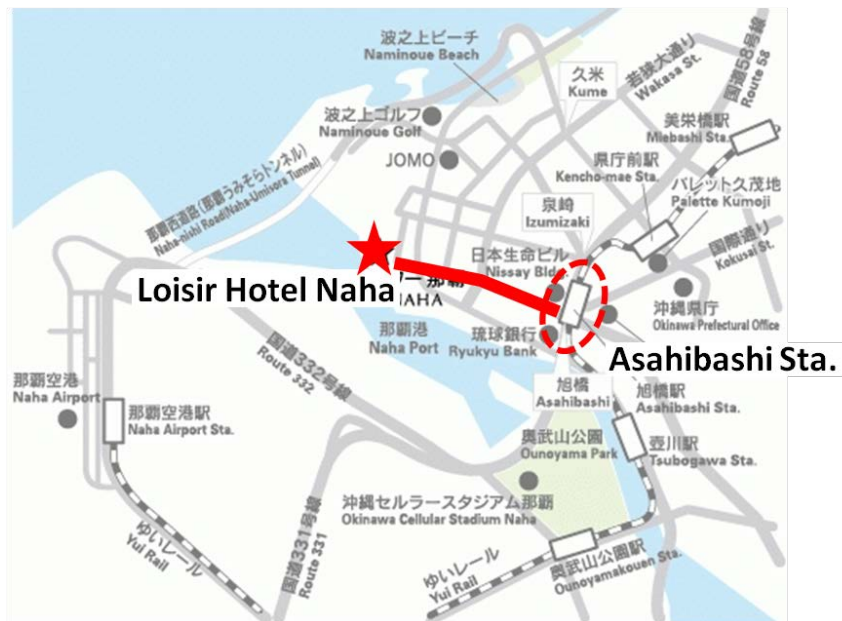 波之上ビーチ
Naminoue Beach
久米
Kume
若狭大通り
Wakasa St.
国道58号線
Route 58
波之上ゴルフ
Naminoue Golf
美栄橋駅
Miebashi Sta.
JOMO
県庁前駅
Kencho-mae Sta.
パレット久茂地
Palette Kumoji
那覇西道路(那覇うみそらトンネル)
Naha-nishi Road(Naha-Umisora Tunnel)
泉崎
Izumizaki
国際通り
Kokusai St.
日本生命ビル
Nissay Bldg.
Loisir Hotel Naha
ワー那覇
NAHA
沖縄県庁
Okinawa Prefectural Office
那覇港
Naha Port
琉球銀行
Ryukyu Bank
Asahibashi Sta.
国道332号線
Route 332
旭橋
Asahibashi
旭橋駅
Asahibashi Sta.
那覇空港
Naha Airport
那覇空港駅
Naha Airport Sta.
奥武山公園
Ounoyama Park
壺川駅
Tsubogawa Sta.
沖縄セルラースタジアム那覇
Okinawa Cellular Stadium Naha
国道331号線
Route 331
ゆいレール
Yui Rail
ゆいレール
Yui Rail
奥武山公園駅
Ounoyamakouen Sta.